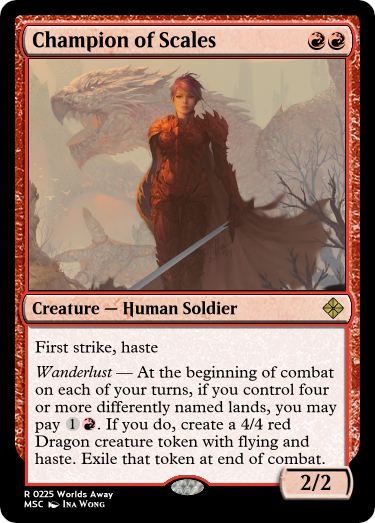 Champion of Scales
Creature — Human Soldier
First strike, haste
Wanderlust — At the beginning of combat
on each of your turns, if you control four
or more differently named lands, you may
pay 1 R. If you do, create a 4/4 red
Dragon creature token with flying and
haste. Exile that token at end of combat.
2/2
R 0225 Worlds Away
MSC Ina Wong